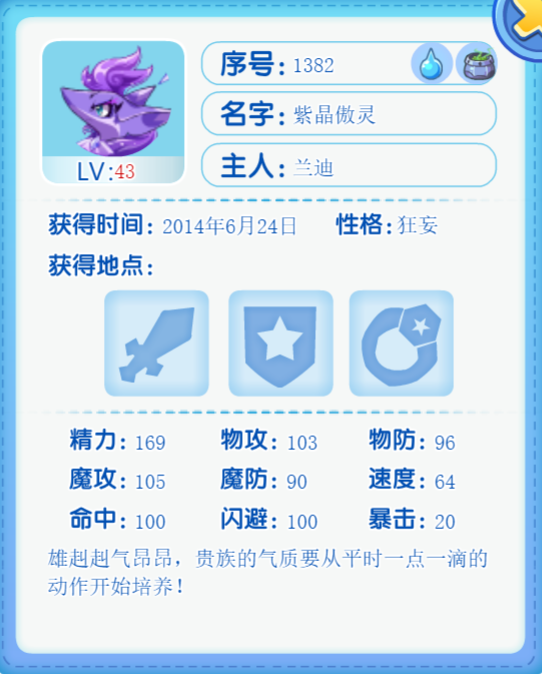 序号: 1382
名字: 紫晶傲灵
LV:43
主人: 兰迪
获得时间: 2014年6月24日 性格: 狂妄
获得地点:
精力: 169 物攻: 103 物防: 96
魔攻: 105 魔防: 90 速度: 64
命中: 100 闪避: 100 暴击: 20
雄赳赳气昂昂，贵族的气质要从平时一点一滴的
动作开始培养！